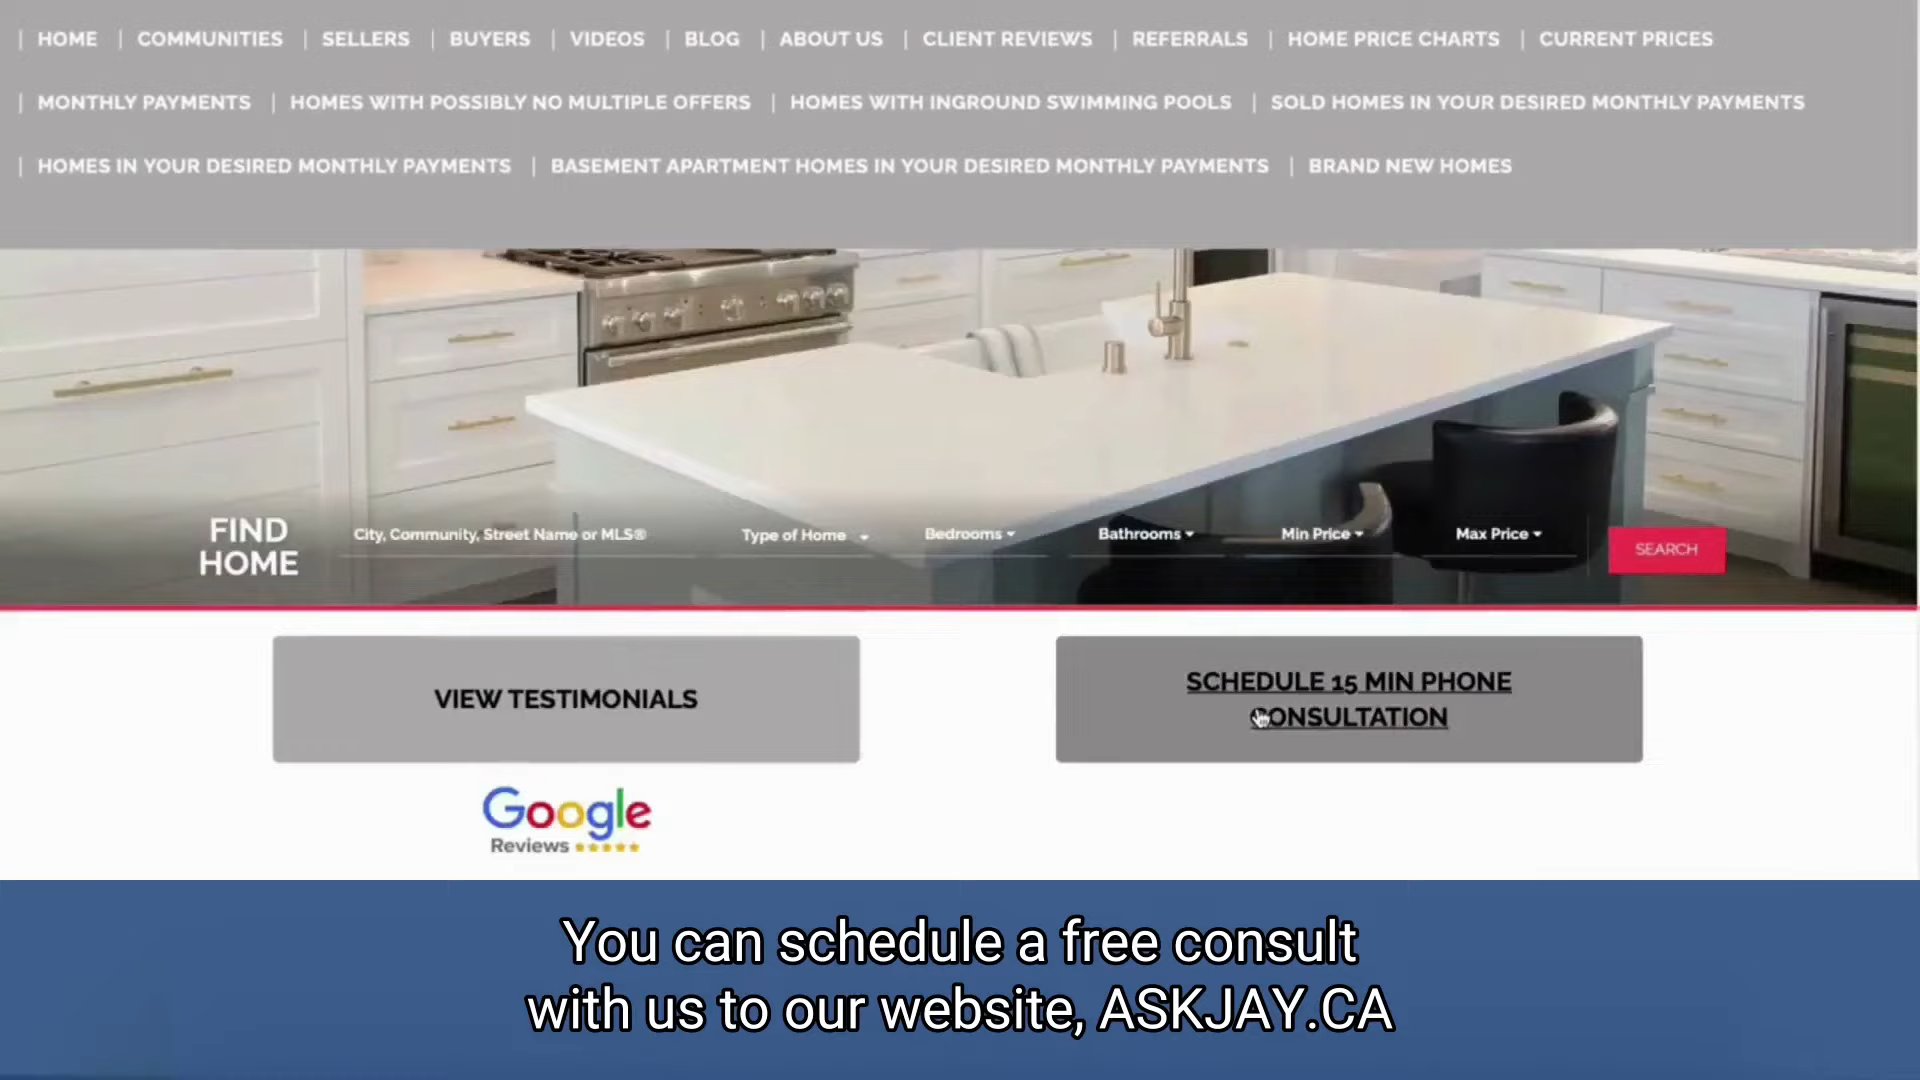 | HOME | COMMUNITIES | SELLERS | BUYERS | VIDEOS | BLOG | ABOUT US | CLIENT REVIEWS | REFERRALS | HOME PRICE CHARTS | CURRENT PRICES
| MONTHLY PAYMENTS | HOMES WITH POSSIBLY NO MULTIPLE OFFERS | HOMES WITH INGROUND SWIMMING POOLS | SOLD HOMES IN YOUR DESIRED MONTHLY PAYMENTS
| HOMES IN YOUR DESIRED MONTHLY PAYMENTS | BASEMENT APARTMENT HOMES IN YOUR DESIRED MONTHLY PAYMENTS | BRAND NEW HOMES
FIND
HOME
City, Community, Street Name or MLS® Type of Home Bedrooms Bathrooms Min Price Max Price
SEARCH
VIEW TESTIMONIALS
SCHEDULE 15 MIN PHONE
CONSULTATION
Google
Reviews ★★★★★
You can schedule a free consult
with us to our website, ASKJAY.CA